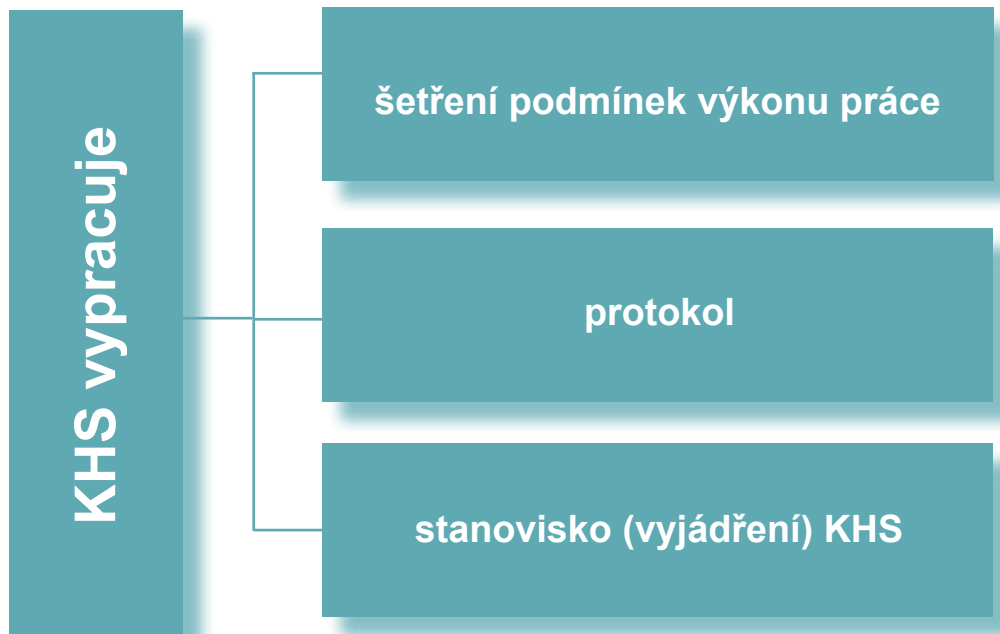 KHS vypracuje
šetření podmínek výkonu práce
protokol
stanovisko (vyjádření) KHS